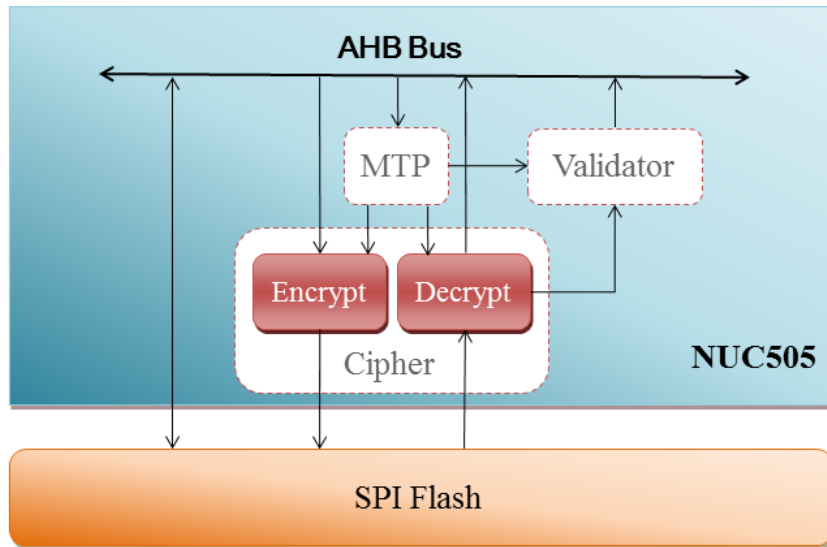 AHB Bus
MTP
Validator
Encrypt
Decrypt
Cipher
NUC505
SPI Flash